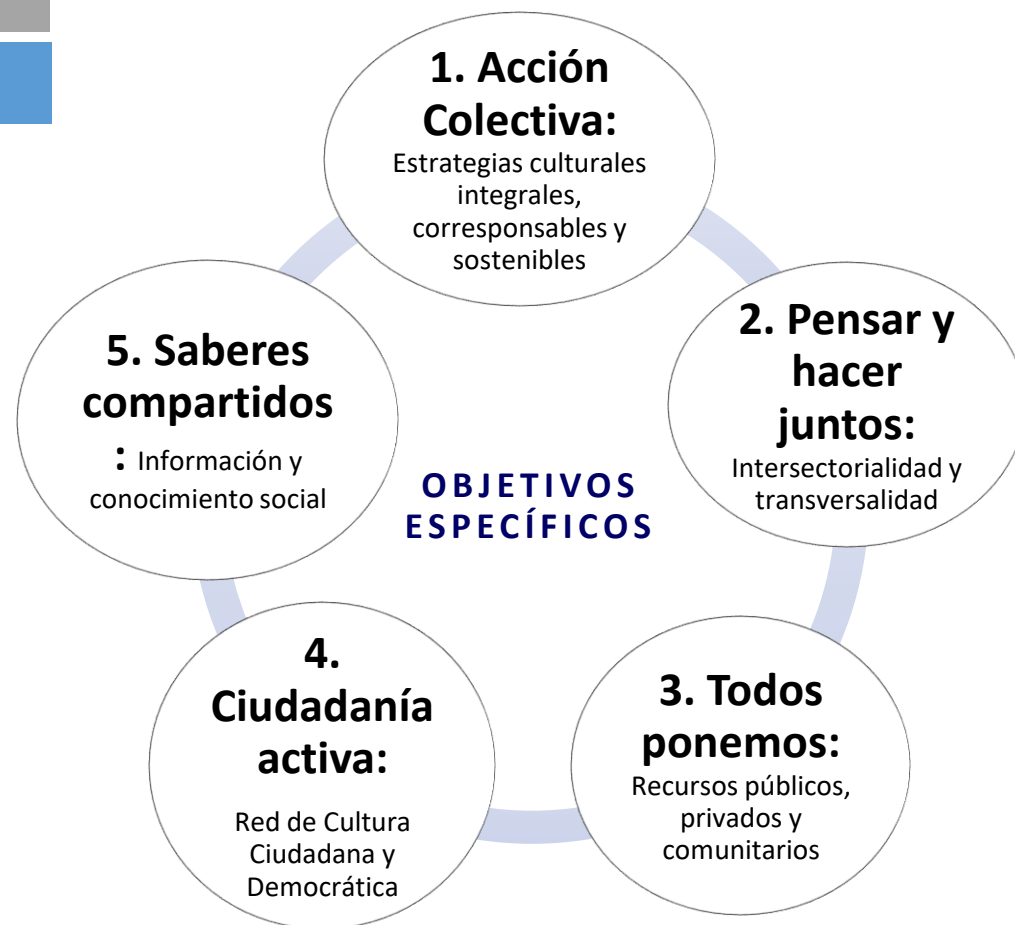 1. Acción
Colectiva:
Estrategias culturales
integrales,
corresponsables y
sostenibles
2. Pensar y
hacer
juntos:
Intersectorialidad y
transversalidad
3. Todos
ponemos:
Recursos públicos,
privados y
comunitarios
4.
Ciudadanía
activa:
Red de Cultura
Ciudadana y
Democrática
5. Saberes
compartidos
: Información y
conocimiento social
OBJETIVOS
ESPECÍFICOS